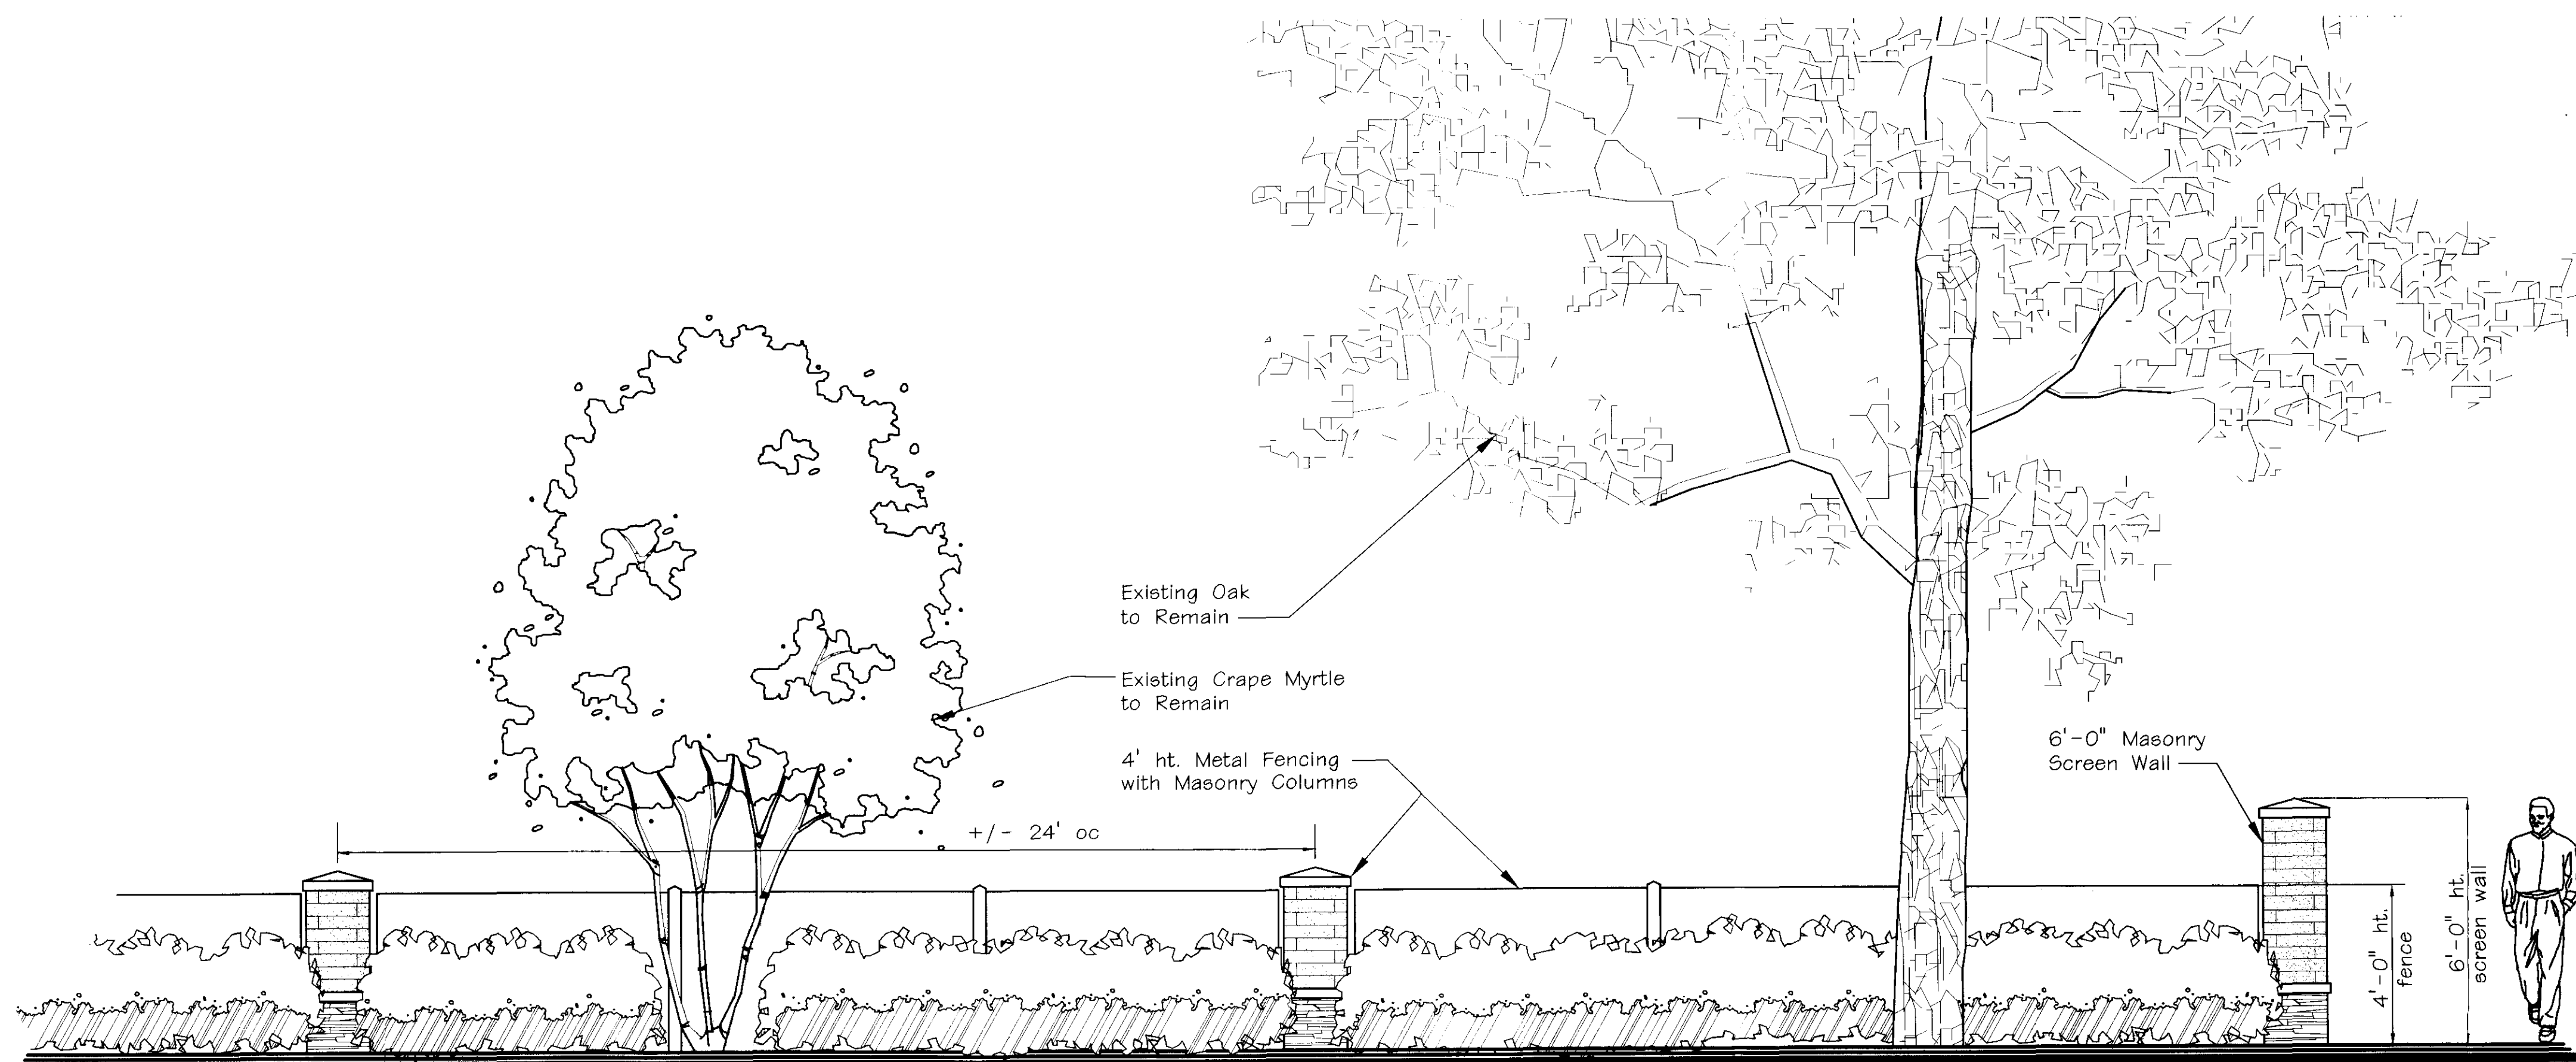 Existing Oak
to Remain
Existing Crape Myrtle
to Remain
4' ht. Metal Fencing
with Masonry Columns
6'-0" Masonry
Screen Wall
+/- 24' oc
4'-0" ht.
fence
6'-0" ht.
screen wall